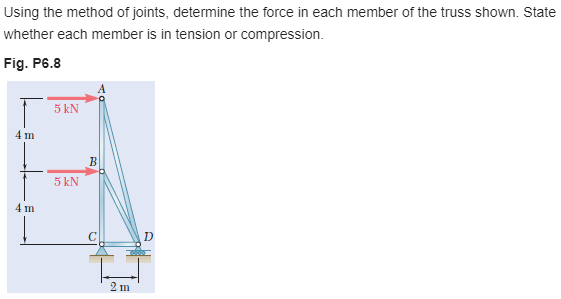 Using the method of joints, determine the force in each member of the truss shown. State
whether each member is in tension or compression.
Fig. P6.8
A
5 kN
4 m
B
5 kN
4 m
C
D
2 m